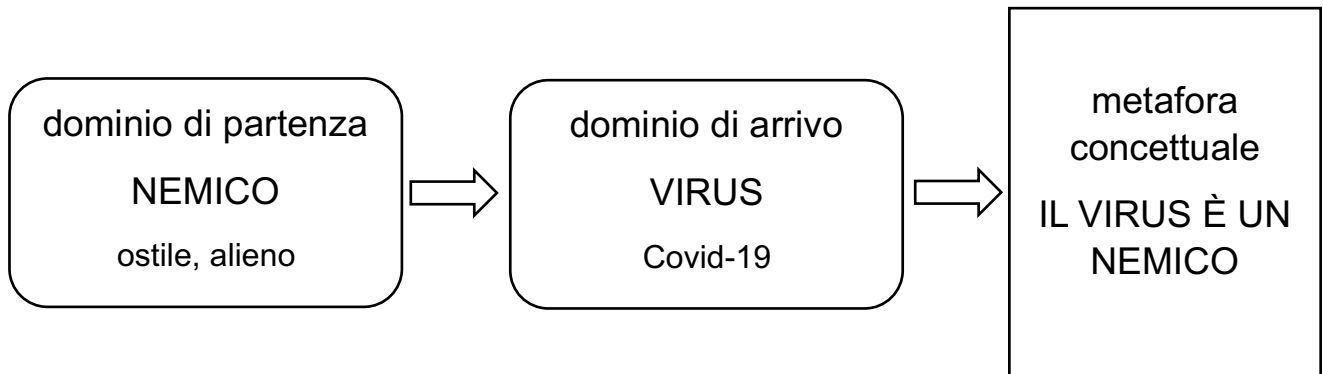 dominio di partenza
NEMICO
ostile, alieno
dominio di arrivo
VIRUS
Covid-19
metafora
concettuale
IL VIRUS È UN
NEMICO